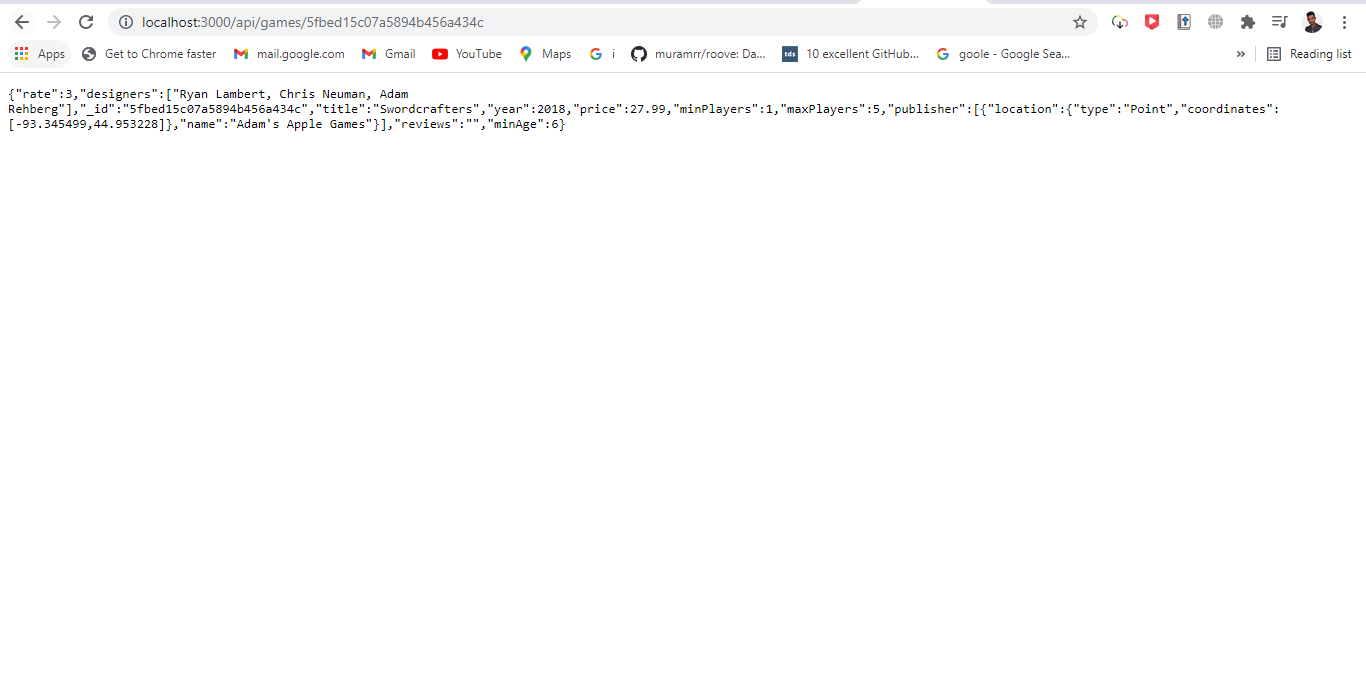 localhost:3000/api/games/5fbed15c07a5894b456a434c
Apps Get to Chrome faster mail.google.com Gmail YouTube Maps i muramrr/roove: Da... tds 10 excellent GitHub... goole - Google Sea... » Reading list
{"rate":3,"designers":["Ryan Lambert, Chris Neuman, Adam
Rehberg"],"_id":"5fbed15c07a5894b456a434c","title":"Swordcrafters","year":2018,"price":27.99,"minPlayers":1,"maxPlayers":5,"publisher":[{"location":{"type":"Point","coordinates":
[-93.345499,44.953228]},"name":"Adam's Apple Games"}],"reviews":"","minAge":6}